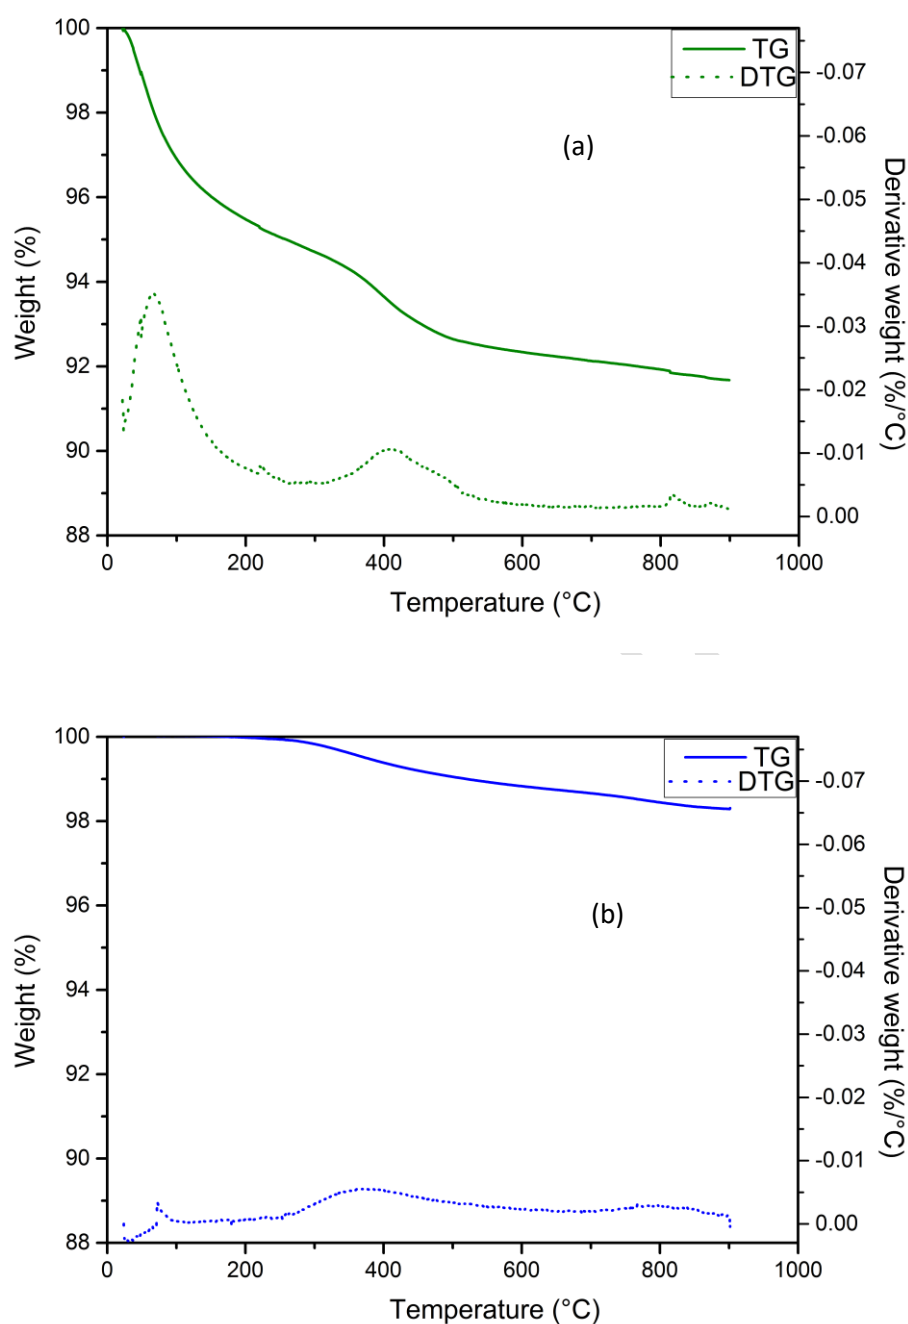 100
98
96
94
92
90
88
Weight (%)
TG
DTG
(a)
-0.07
-0.06
-0.05
-0.04
-0.03
-0.02
-0.01
0.00
Derivative weight (%/°C)
0 200 400 600 800 1000
Temperature (°C)
100
98
96
94
92
90
88
Weight (%)
TG
DTG
(b)
-0.07
-0.06
-0.05
-0.04
-0.03
-0.02
-0.01
0.00
Derivative weight (%/°C)
0 200 400 600 800 1000
Temperature (°C)